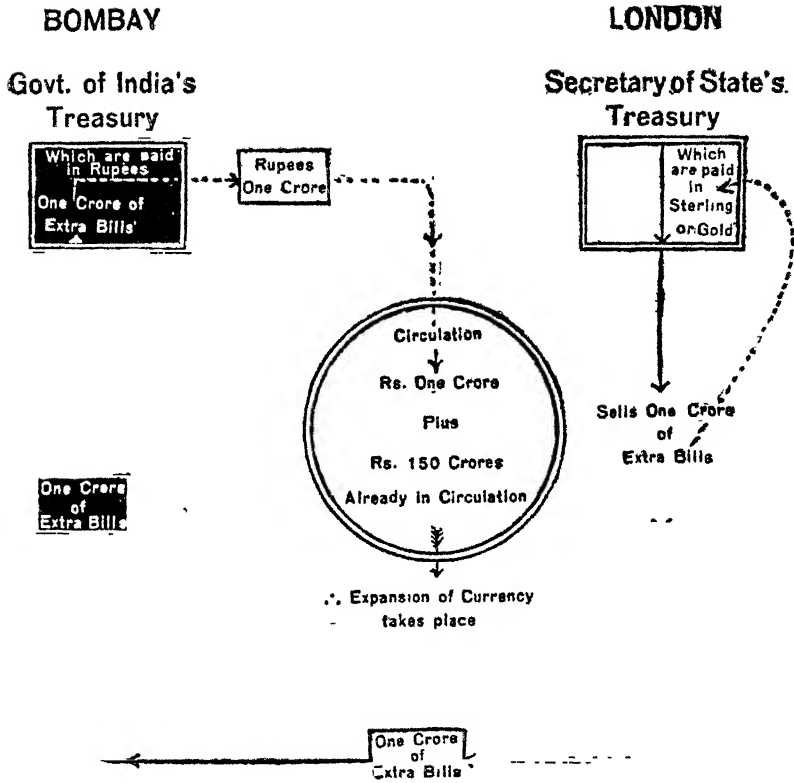 BOMBAY
LONDON
Govt. of India's
Treasury
Secretary of State's
Treasury
Which are paid
in Rupees
One Crore of
Extra Bills
Rupees
One Crore
Which
are paid
in
Sterling
or Gold
Circulation
Rs. One Crore
Plus
Rs. 150 Crores
Already in Circulation
Sells One Crore
of
Extra Bills
One Crore
of
Extra Bills
∴ Expansion of Currency
takes place
One Crore
of
Extra Bills